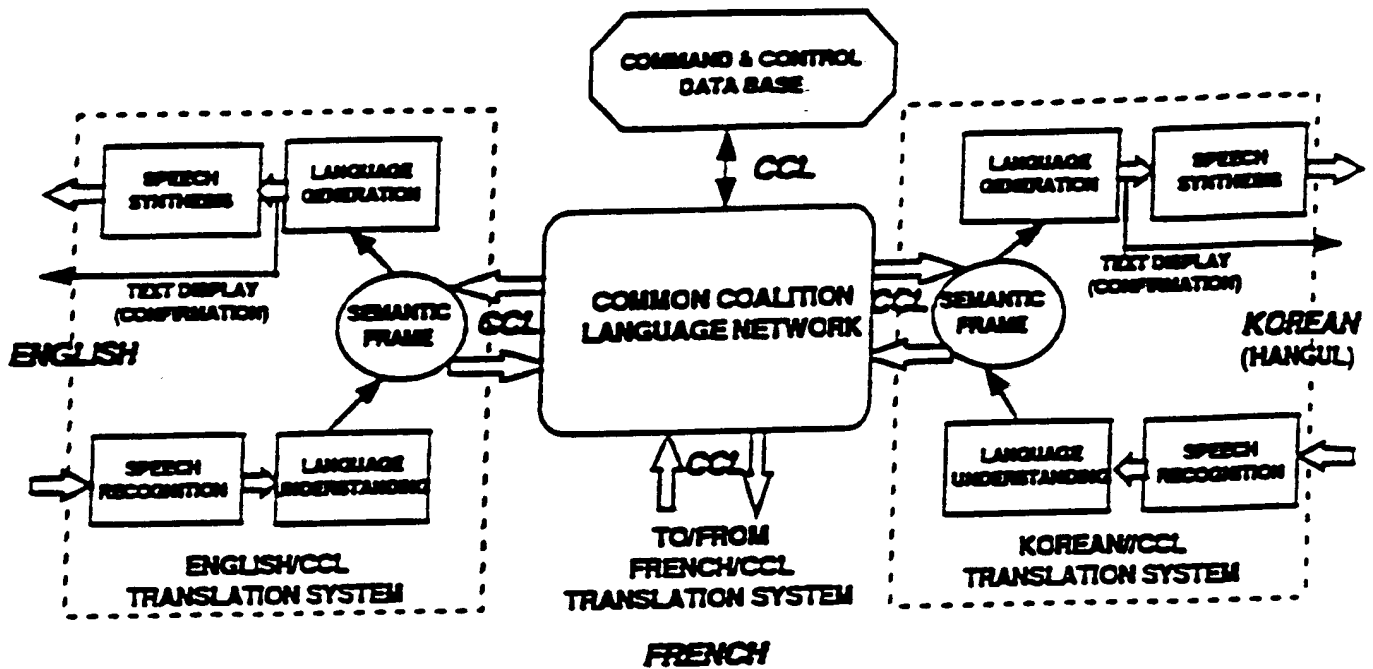 COMMAND & CONTROL
DATA BASE
CCL
SPEECH
SYNTHESIS
LANGUAGE
GENERATION
TEXT DISPLAY
(CONFIRMATION)
SEMANTIC
FRAME
CCL
ENGLISH
SPEECH
RECOGNITION
LANGUAGE
UNDERSTANDING
ENGLISH/CCL
TRANSLATION SYSTEM
COMMON COALITION
LANGUAGE NETWORK
CCL
TO/FROM
FRENCH/CCL
TRANSLATION SYSTEM
FRENCH
LANGUAGE
GENERATION
SPEECH
SYNTHESIS
TEXT DISPLAY
(CONFIRMATION)
CCL
SEMANTIC
FRAME
KOREAN
(HANGUL)
LANGUAGE
UNDERSTANDING
SPEECH
RECOGNITION
KOREAN//CCL
TRANSLATION SYSTEM